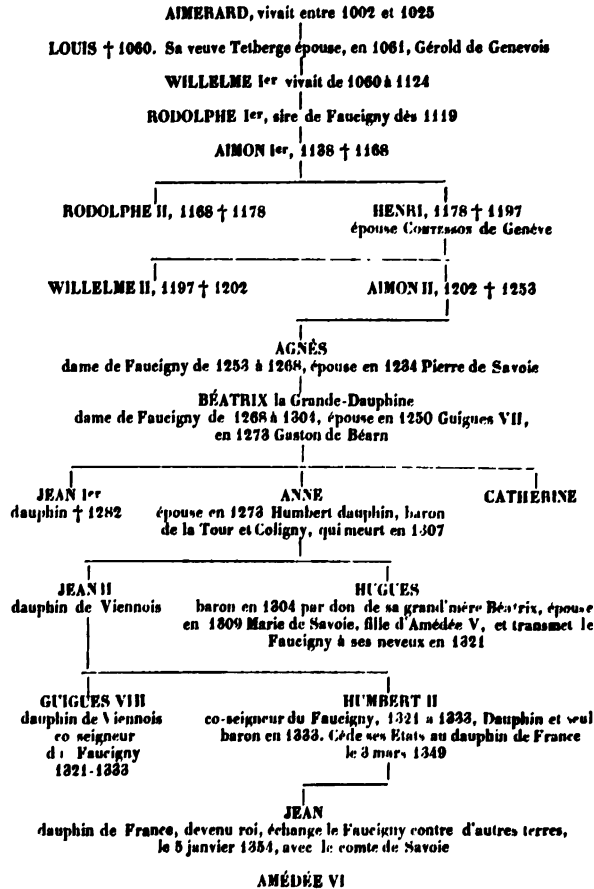 AIMERARD, vivait entre 1002 et 1025
LOUIS † 1060. Sa veuve Tetberge épouse, en 1061, Gérold de Genevois
WILLELME Ier vivait de 1060 à 1124
RODOLPHE Ier, sire de Faucigny dès 1119
AIMON Ier, 1138 † 1168
RODOLPHE II, 1168 † 1178
HENRI, 1178 † 1197
épouse COMTESSON de Genève
WILLELME II, 1197 † 1202
AIMON II, 1202 † 1253
AGNÈS
dame de Faucigny de 1253 à 1268, épouse en 1234 Pierre de Savoie
BÉATRIX la Grande-Dauphine
dame de Faucigny de 1268 à 1304, épouse en 1250 Guigues VII,
en 1273 Gaston de Béarn
JEAN Ier
dauphin † 1282
ANNE
épouse en 1273 Humbert dauphin, baron
de la Tour et Coligny, qui meurt en 1307
CATHERINE
JEAN II
dauphin de Viennois
HUGUES
baron en 1304 par don de sa grand'mère Béatrix, épouse
en 1309 Marie de Savoie, fille d'Amédée V, et transmet le
Faucigny à ses neveux en 1321
GUIGUES VIII
dauphin de Viennois
co seigneur
du Faucigny
1321-1333
HUMBERT II
co-seigneur du Faucigny, 1321 à 1333, Dauphin et seul
baron en 1333. Cède ses Etats au dauphin de France
le 3 mars 1349
JEAN
dauphin de France, devenu roi, échange le Faucigny contre d'autres terres,
le 5 janvier 1354, avec le comte de Savoie
AMÉDÉE VI